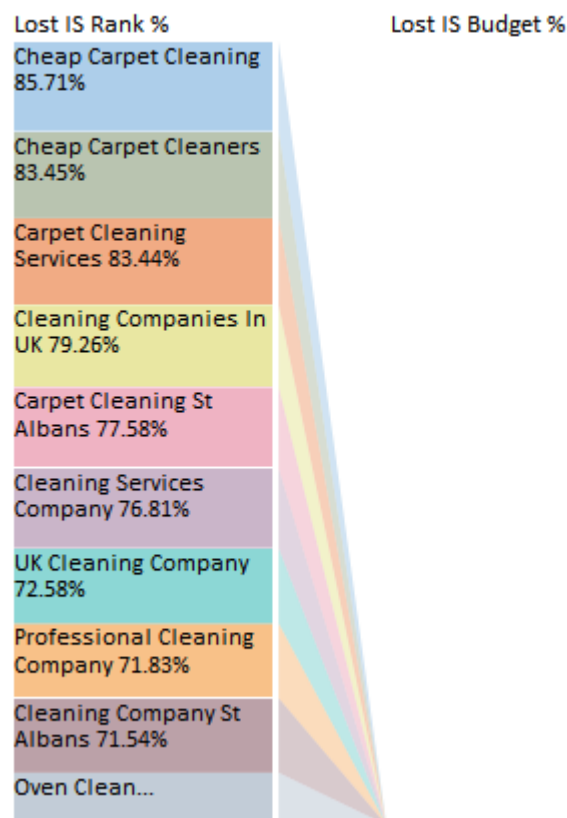 Lost IS Rank %
Lost IS Budget %
Cheap Carpet Cleaning
85.71%
Cheap Carpet Cleaners
83.45%
Carpet Cleaning
Services 83.44%
Cleaning Companies In
UK 79.26%
Carpet Cleaning St
Albans 77.58%
Cleaning Services
Company 76.81%
UK Cleaning Company
72.58%
Professional Cleaning
Company 71.83%
Cleaning Company St
Albans 71.54%
Oven Clean...